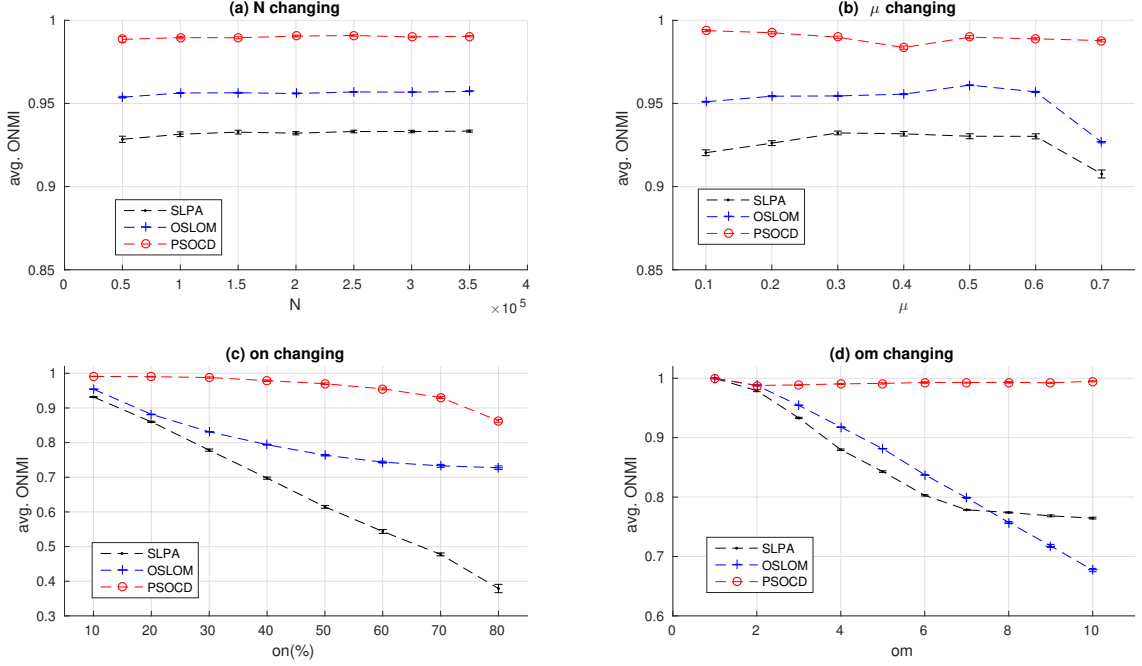 (a) N changing
avg. ONMI
1
0.95
0.9
0.85
SLPA
OSLOM
PSOCD
0 0.5 1 1.5 2 2.5 3 3.5 4
× 10^5
N
(b) μ changing
avg. ONMI
1
0.95
0.9
0.85
SLPA
OSLOM
PSOCD
0.1 0.2 0.3 0.4 0.5 0.6 0.7
μ
(c) on changing
avg. ONMI
1
0.9
0.8
0.7
0.6
0.5
0.4
0.3
SLPA
OSLOM
PSOCD
10 20 30 40 50 60 70 80
on(%)
(d) om changing
avg. ONMI
1
0.9
0.8
0.7
0.6
SLPA
OSLOM
PSOCD
0 2 4 6 8 10
om